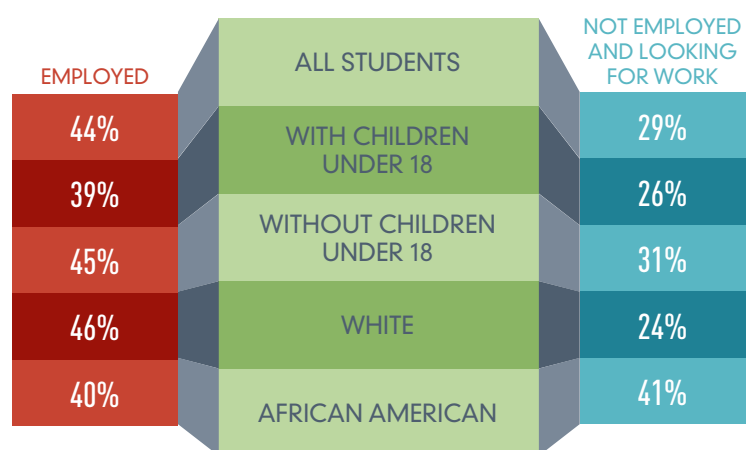 EMPLOYED
NOT EMPLOYED
AND LOOKING
FOR WORK
44%
ALL STUDENTS
29%
39%
WITH CHILDREN
UNDER 18
26%
45%
WITHOUT CHILDREN
UNDER 18
31%
46%
WHITE
24%
40%
AFRICAN AMERICAN
41%